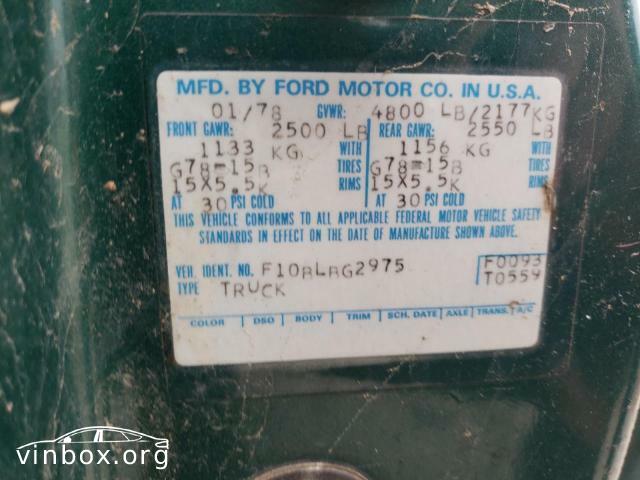 MFD. BY FORD MOTOR CO. IN U.S.A.
01/78 GVWR: 4800 LB/2177KG
FRONT GAWR: 2500 LB REAR GAWR: 2550 LB
1133 KG WITH 1156 KG WITH
G78-15B TIRES G78-15B TIRES
15X5.5K RIMS 15X5.5K RIMS
AT 30 PSI COLD AT 30 PSI COLD
THIS VEHICLE CONFORMS TO ALL APPLICABLE FEDERAL MOTOR VEHICLE SAFETY
STANDARDS IN EFFECT ON THE DATE OF MANUFACTURE SHOWN ABOVE.
VEH. IDENT. NO. F10BLBG2975 F0093
TYPE TRUCK T0559
COLOR DSO BODY TRIM SCH. DATE AXLE TRANS. A/C
vinbox.org